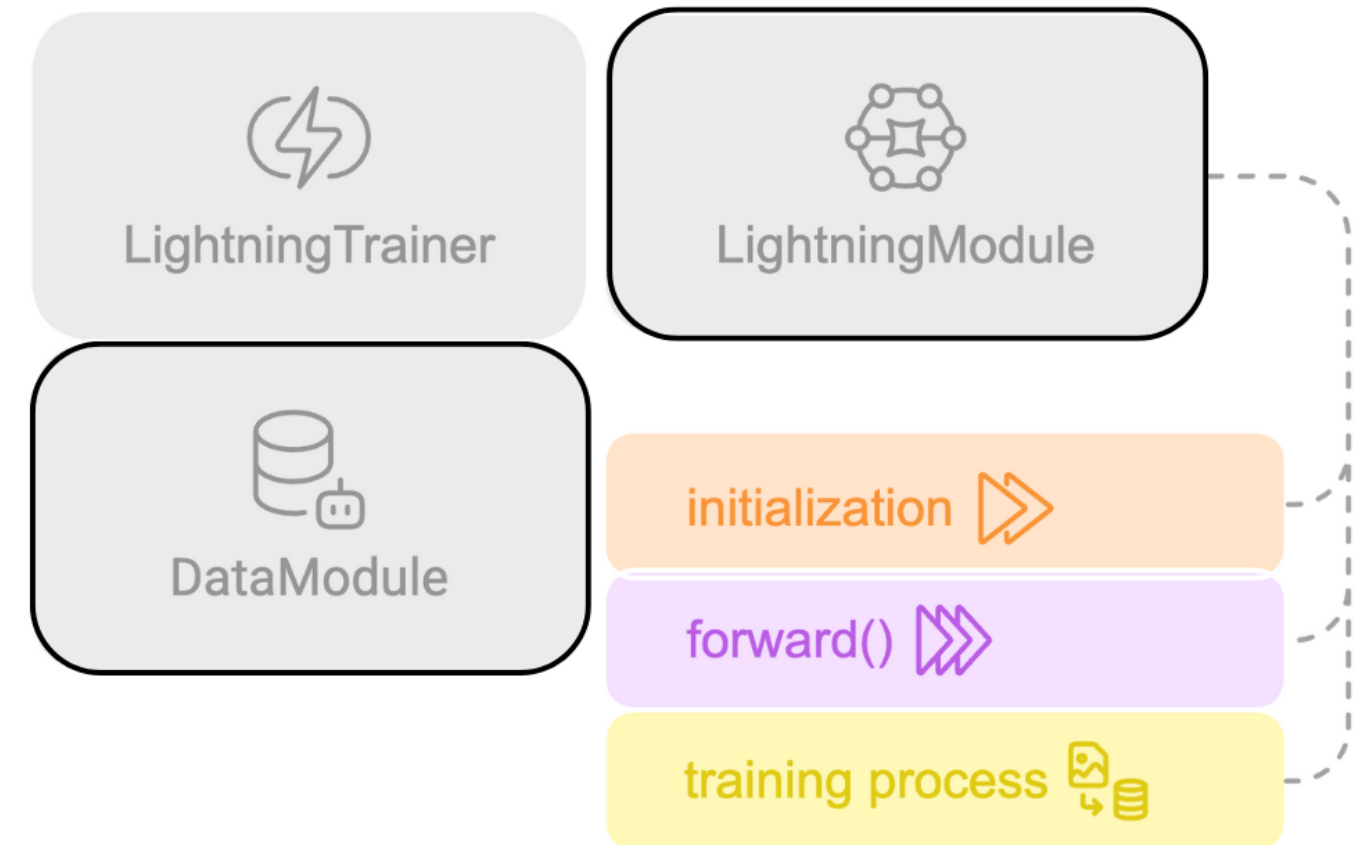 LightningTrainer
LightningModule
DataModule
initialization
forward()
training process